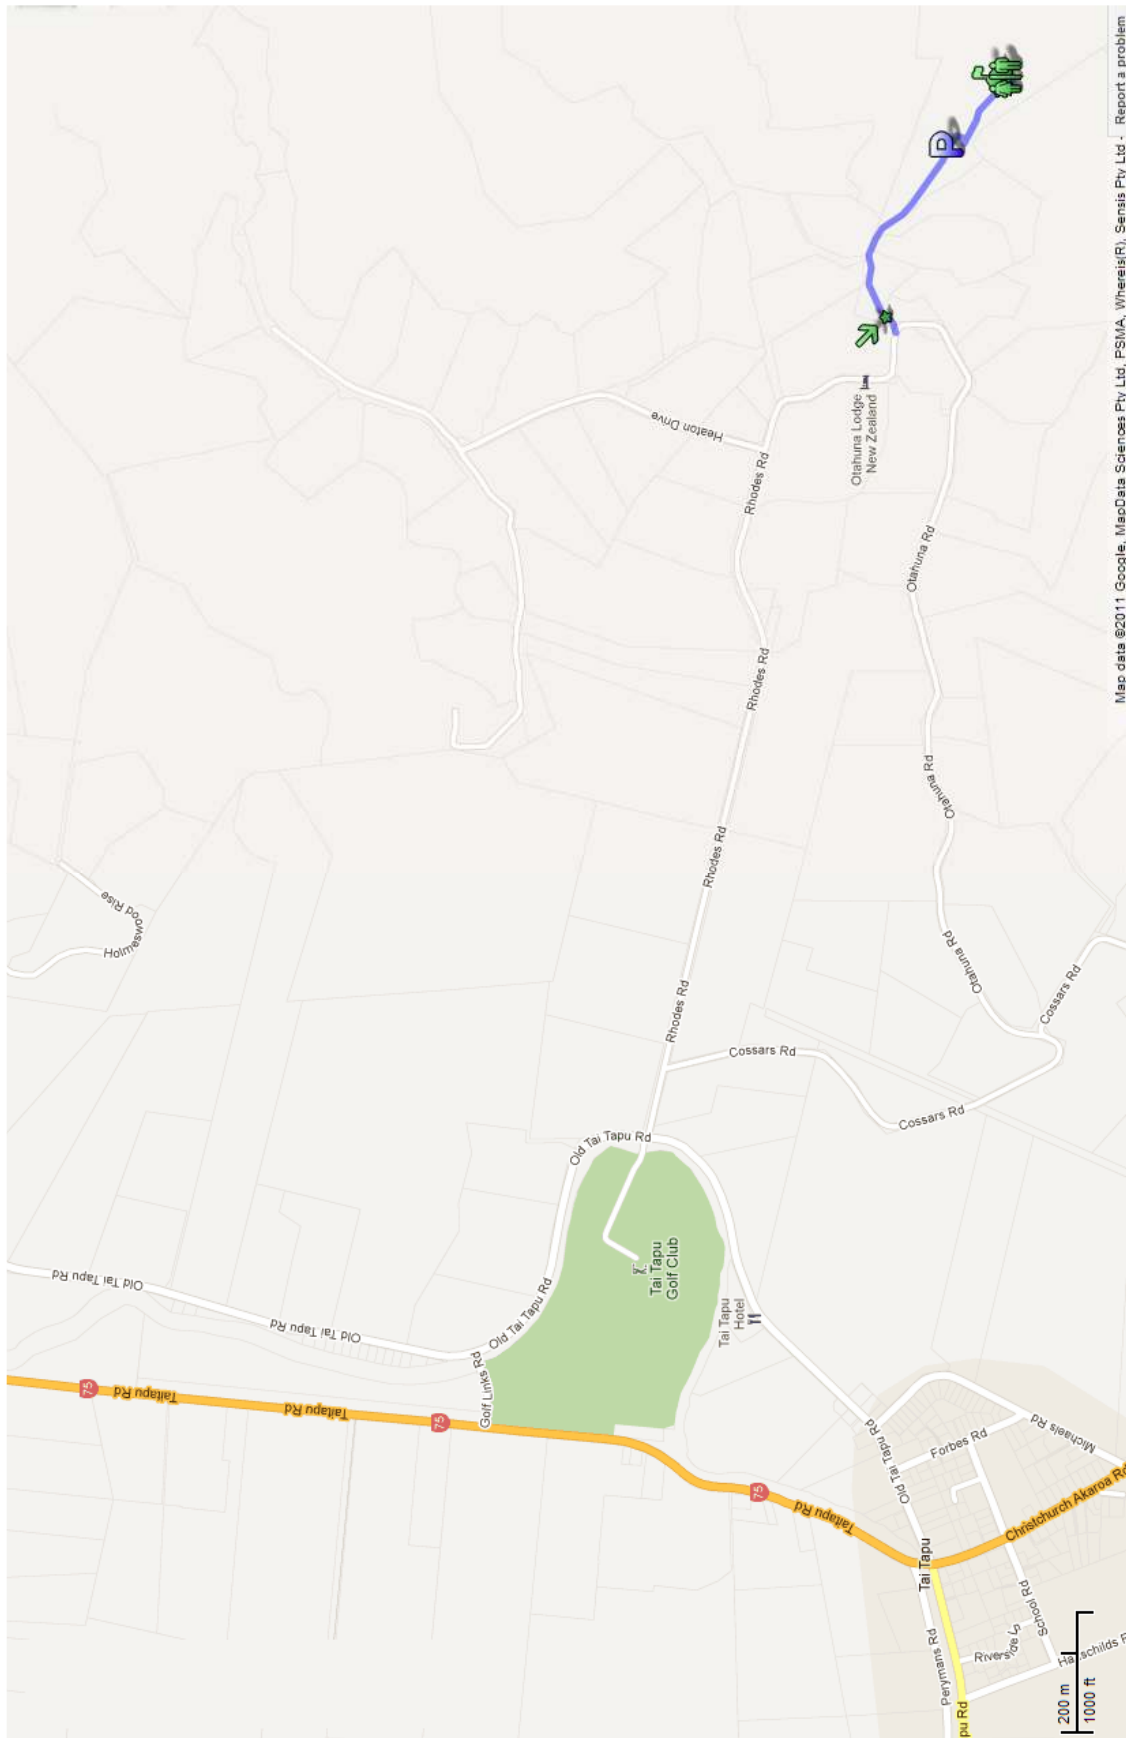 Holmeswood Rise
Heaton Drive
Rhodes Rd
Otahuna Lodge
New Zealand
Rhodes Rd
Rhodes Rd
Rhodes Rd
Otahuna Rd
Otahuna Rd
Otahuna Rd
Cossars Rd
Cossars Rd
Cossars Rd
Old Tai Tapu Rd
Old Tai Tapu Rd
Old Tai Tapu Rd
Old Tai Tapu Rd
Golf Links Rd
Tai Tapu
Golf Club
Tai Tapu
Hotel
75
Taitapu Rd
Taitapu Rd
75
75
Taitapu Rd
Old Tai Tapu Rd
Forbes Rd
Michaels Rd
Christchurch Akaroa Rd
Tai Tapu
School Rd
Riverside Lp
Perymans Rd
pu Rd
P
200 m
1000 ft
Map data ©2011 Google, MapData Sciences Pty Ltd, PSMA, Whereis(R), Sensis Pty Ltd - Report a problem